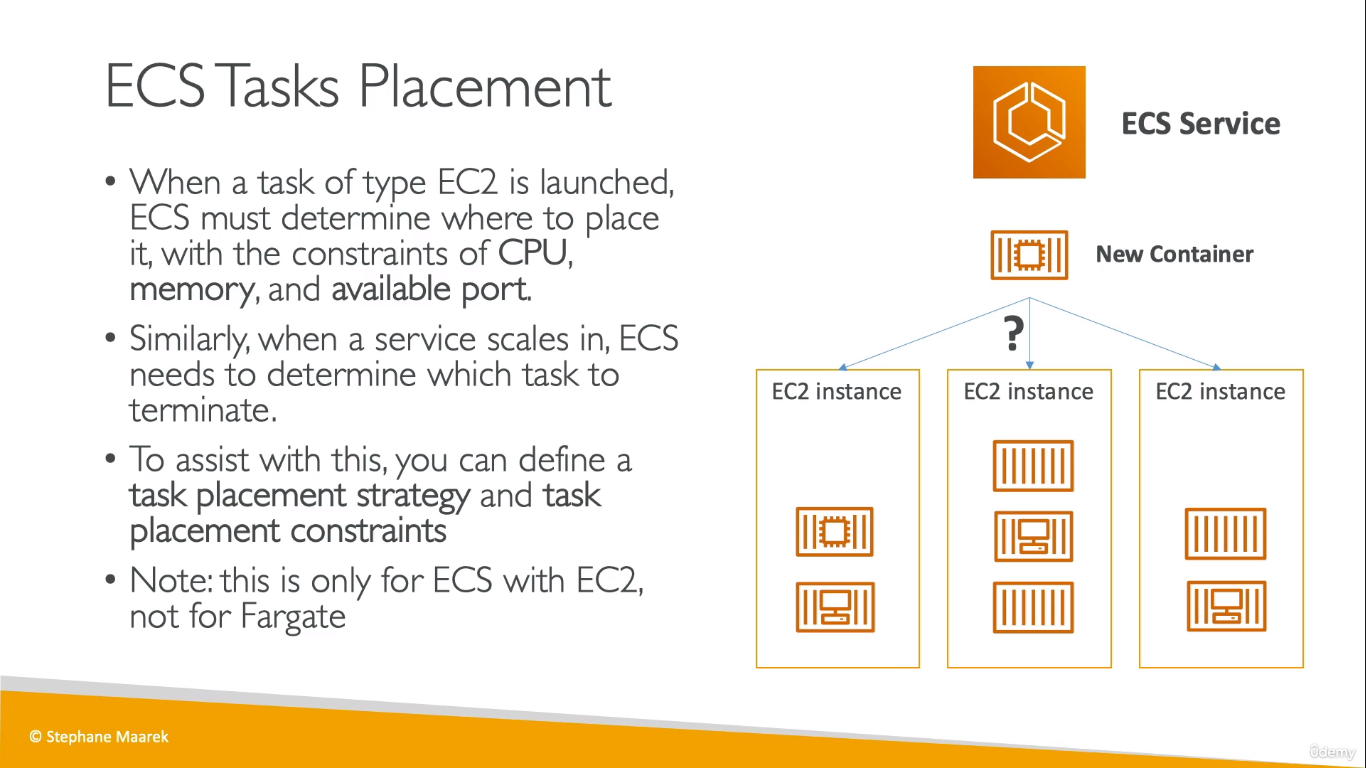 ECS Tasks Placement
• When a task of type EC2 is launched,
ECS must determine where to place
it, with the constraints of CPU,
memory, and available port.
• Similarly, when a service scales in, ECS
needs to determine which task to
terminate.
• To assist with this, you can define a
task placement strategy and task
placement constraints
• Note: this is only for ECS with EC2,
not for Fargate
ECS Service
New Container
?
EC2 instance
EC2 instance
EC2 instance
© Stephane Maarek
ûdemy